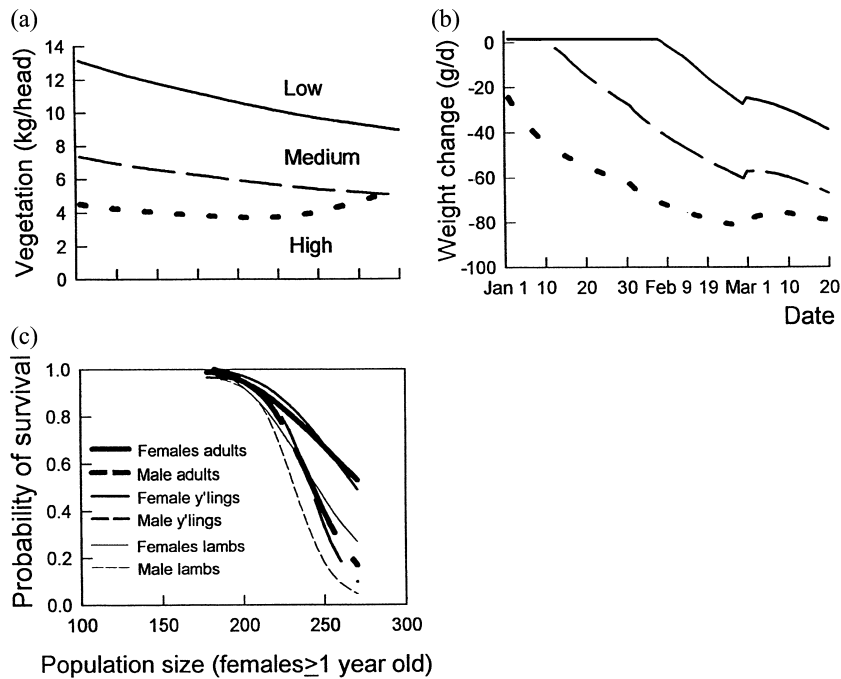 (a)
Vegetation (kg/head)
14
12
10
8
6
4
2
0
Low
Medium
High
(b)
Weight change (g/d)
0
-20
-40
-60
-80
-100
Jan 1 10 20 30 Feb 9 19 Mar 1 10 20
Date
(c)
Probability of survival
1.0
0.8
0.6
0.4
0.2
0.0
Females adults
Male adults
Female y'lings
Male y'lings
Females lambs
Male lambs
100 150 200 250 300
Population size (females≥1 year old)